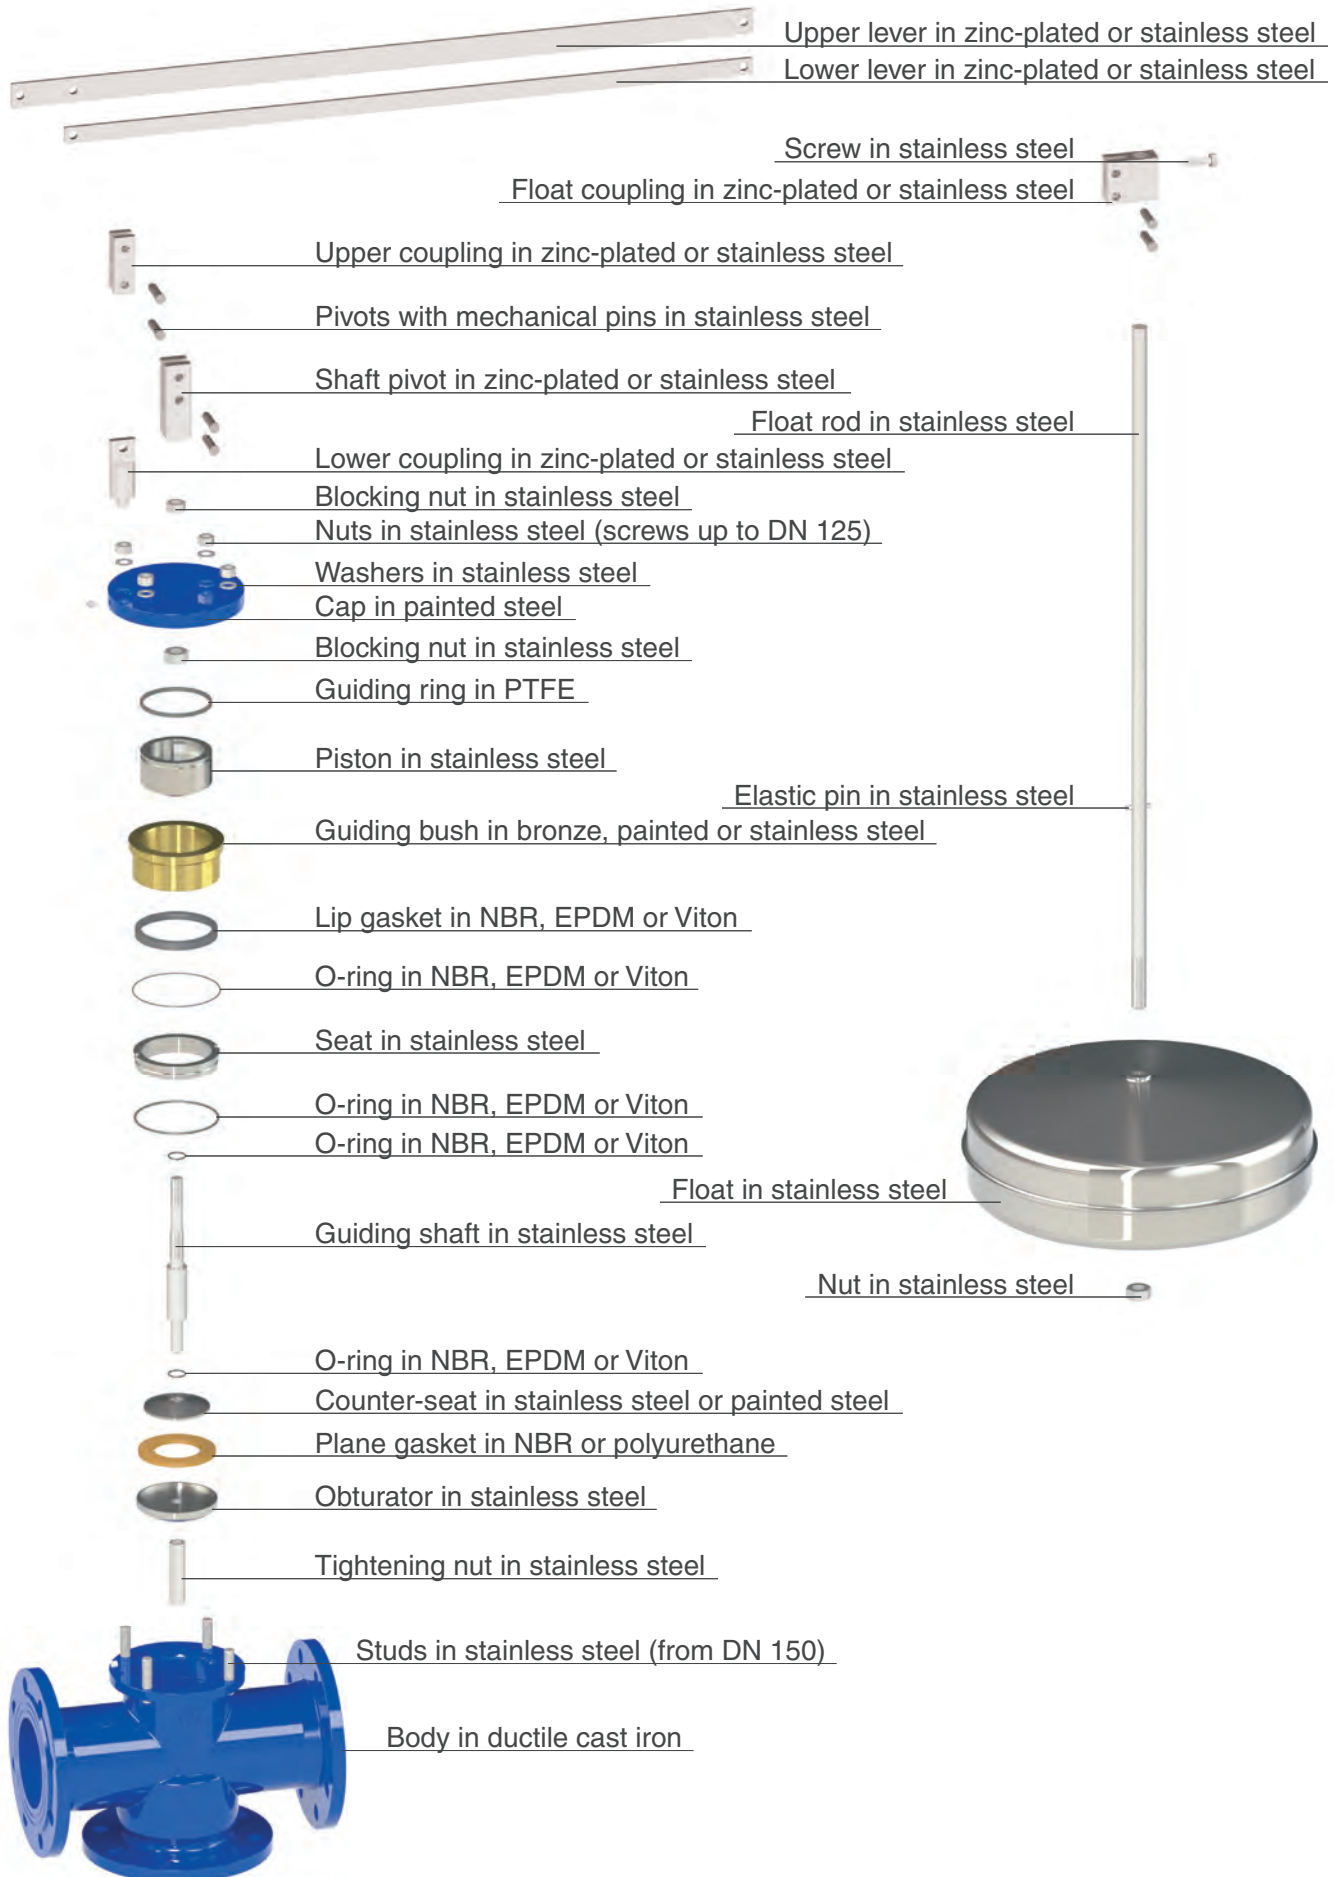 Upper lever in zinc-plated or stainless steel
Lower lever in zinc-plated or stainless steel
Screw in stainless steel
Float coupling in zinc-plated or stainless steel
Upper coupling in zinc-plated or stainless steel
Pivots with mechanical pins in stainless steel
Shaft pivot in zinc-plated or stainless steel
Float rod in stainless steel
Lower coupling in zinc-plated or stainless steel
Blocking nut in stainless steel
Nuts in stainless steel (screws up to DN 125)
Washers in stainless steel
Cap in painted steel
Blocking nut in stainless steel
Guiding ring in PTFE
Piston in stainless steel
Elastic pin in stainless steel
Guiding bush in bronze, painted or stainless steel
Lip gasket in NBR, EPDM or Viton
O-ring in NBR, EPDM or Viton
Seat in stainless steel
O-ring in NBR, EPDM or Viton
O-ring in NBR, EPDM or Viton
Float in stainless steel
Guiding shaft in stainless steel
Nut in stainless steel
O-ring in NBR, EPDM or Viton
Counter-seat in stainless steel or painted steel
Plane gasket in NBR or polyurethane
Obturator in stainless steel
Tightening nut in stainless steel
Studs in stainless steel (from DN 150)
Body in ductile cast iron